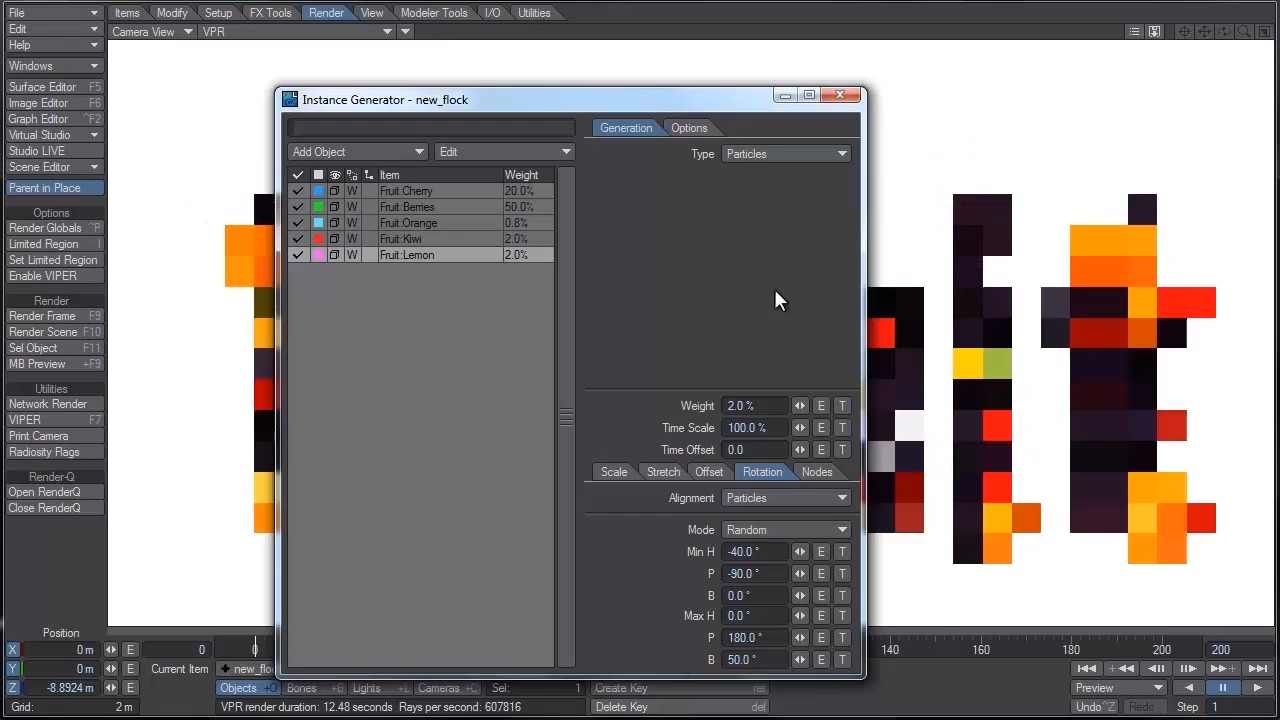 File Items Modify Setup FX Tools Render View Modeler Tools I/O Utilities
Edit Camera View VPR
Help
Windows
Surface Editor F5
Image Editor F6
Graph Editor ^F2
Virtual Studio
Studio LIVE
Scene Editor
Parent in Place
Options
Render Globals ^P
Limited Region l
Set Limited Region
Enable VIPER
Render
Render Frame F9
Render Scene F10
Sel Object F11
MB Preview +F9
Utilities
Network Render
VIPER F7
Print Camera
Radiosity Flags
Render-Q
Open RenderQ
Close RenderQ
Instance Generator - new_flock
Add Object Edit
Item Weight
W Fruit:Cherry 20.0%
W Fruit:Berries 50.0%
W Fruit:Orange 0.8%
W Fruit:Kiwi 2.0%
W Fruit:Lemon 2.0%
Generation Options
Type Particles
Weight 2.0 % E T
Time Scale 100.0 % E T
Time Offset 0.0 E T
Scale Stretch Offset Rotation Nodes
Alignment Particles
Mode Random
Min H -40.0 ° E T
P -90.0 ° E T
B 0.0 ° E T
Max H 0.0 ° E T
P 180.0 ° E T
B 50.0 ° E T
Position
X 0 m E 0 0 140 160 180 200 200
Y 0 m E Current Item new_flo
Z -8.8924 m E Objects +O Bones +B Lights +L Cameras +C Sel: 1 Create Key ret Preview
Grid: 2 m VPR render duration: 12.48 seconds Rays per second: 607816 Delete Key del Undo ^Z Redo Step 1